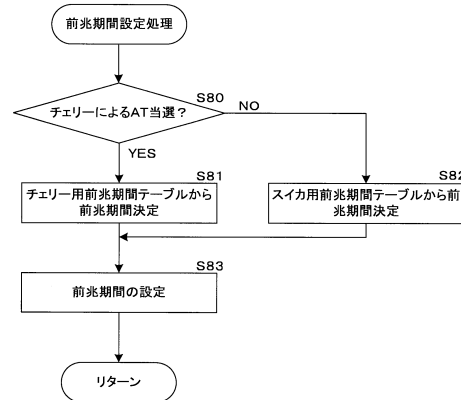 前兆期間設定処理
S80
チェリーによるAT当選？
NO
YES
S81
チェリー用前兆期間テーブルから
前兆期間決定
S82
スイカ用前兆期間テーブルから前
兆期間決定
S83
前兆期間の設定
リターン